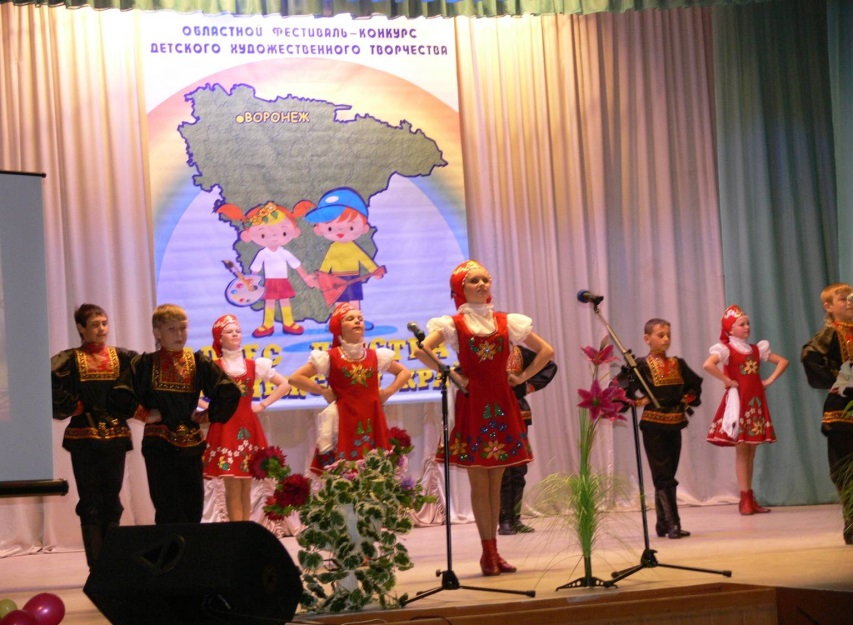 ОБЛАСТНОЙ ФЕСТИВАЛЬ-КОНКУРС
ДЕТСКОГО ХУДОЖЕСТВЕННОГО ТВОРЧЕСТВА
ВОРОНЕЖ